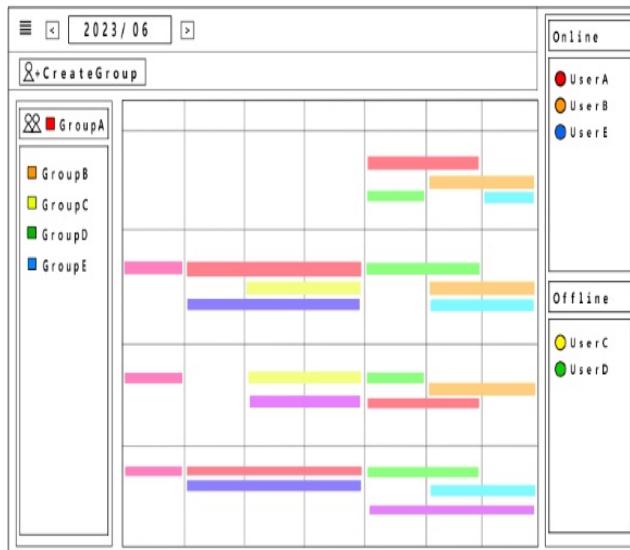 < 2023/06 >
+CreateGroup
GroupA
GroupB
GroupC
GroupD
GroupE
Online
UserA
UserB
UserE
Offline
UserC
UserD